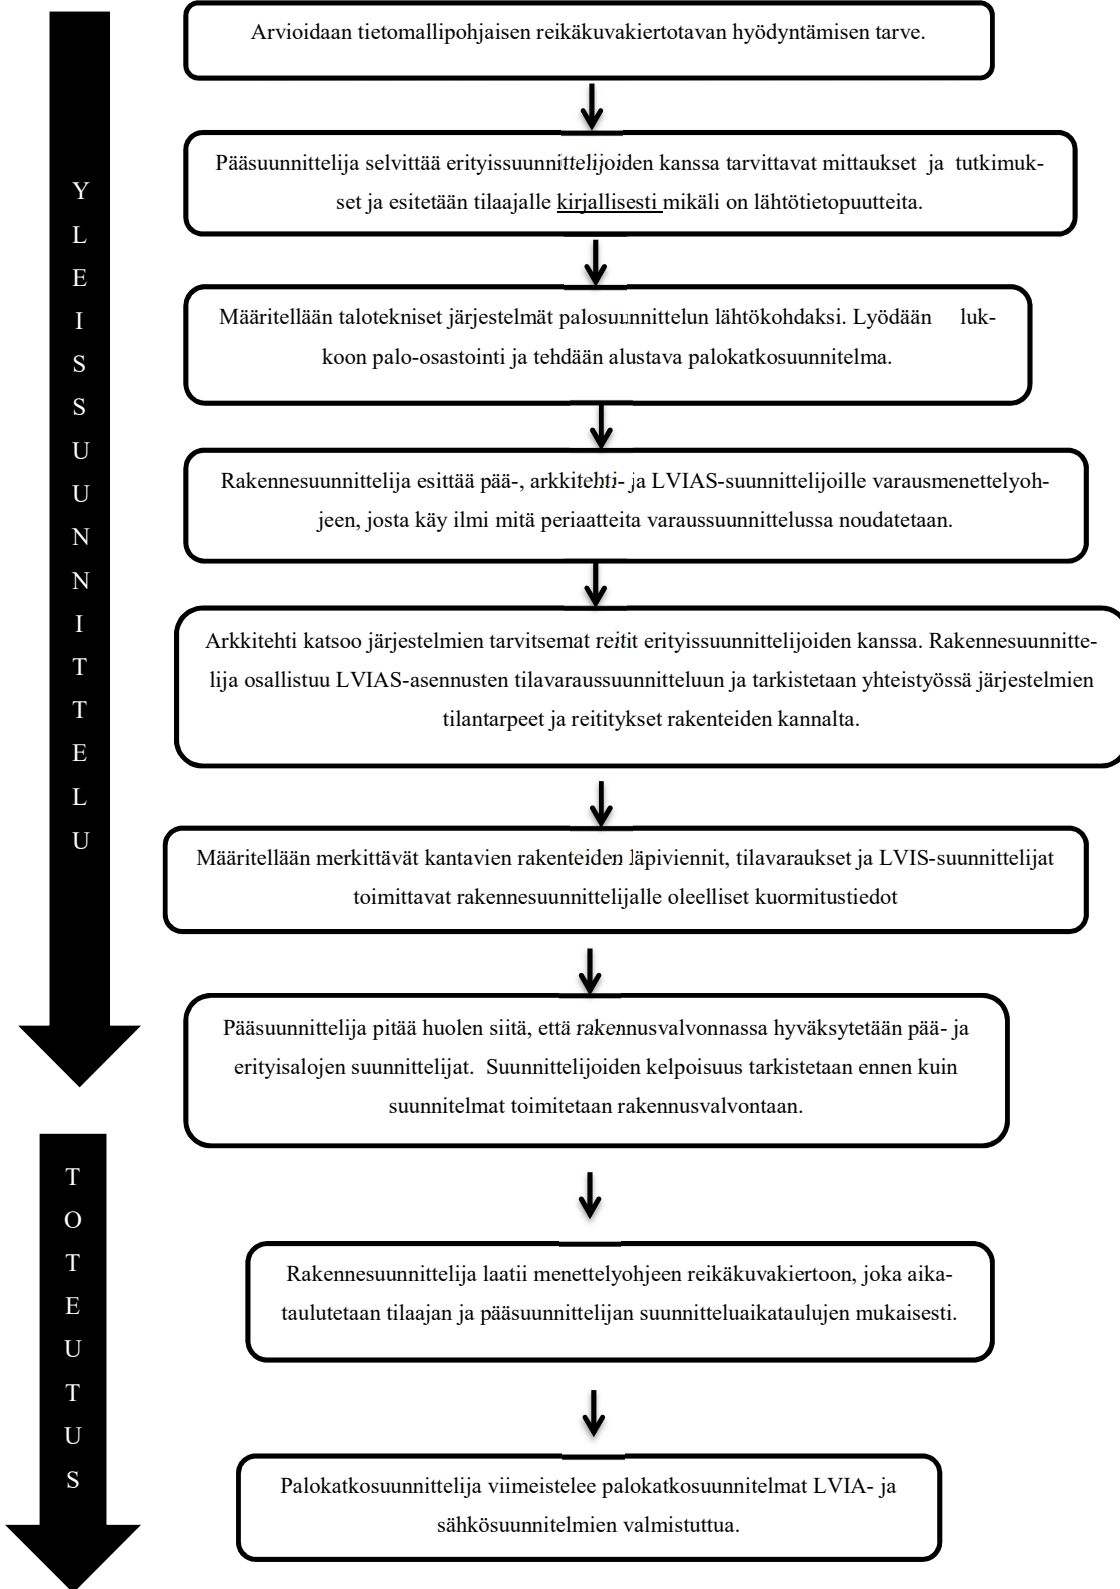 Arvioidaan tietomallipohjaisen reikäkuvakiertotavan hyödyntämisen tarve.
Pääsuunnittelija selvittää erityissuunnittelijoiden kanssa tarvittavat mittaukset ja tutkimuk-
set ja esitetään tilaajalle kirjallisesti mikäli on lähtötietopuutteita.
Määritellään talotekniset järjestelmät palosuunnittelun lähtökohdaksi. Lyödään luk-
koon palo-osastointi ja tehdään alustava palokatkosuunnitelma.
Rakennesuunnittelija esittää pää-, arkkitehti- ja LVIAS-suunnittelijoille varausmenettelyoh-
jeen, josta käy ilmi mitä periaatteita varaussuunnittelussa noudatetaan.
Arkkitehti katsoo järjestelmien tarvitsemat reitit erityissuunnittelijoiden kanssa. Rakennesuunnitte-
lija osallistuu LVIAS-asennusten tilavaraussuunnitteluun ja tarkistetaan yhteistyössä järjestelmien
tilantarpeet ja reititykset rakenteiden kannalta.
Määritellään merkittävät kantavien rakenteiden läpiviennit, tilavaraukset ja LVIS-suunnittelijat
toimittavat rakennesuunnittelijalle oleelliset kuormitustiedot
Pääsuunnittelija pitää huolen siitä, että rakennusvalvonnassa hyväksytetään pää- ja
erityisalojen suunnittelijat. Suunnittelijoiden kelpoisuus tarkistetaan ennen kuin
suunnitelmat toimitetaan rakennusvalvontaan.
Y
L
E
I
S
S
U
U
N
N
I
T
T
E
L
U
Rakennesuunnittelija laatii menettelyohjeen reikäkuvakiertoon, joka aika-
taulutetaan tilaajan ja pääsuunnittelijan suunnitteluaikataulujen mukaisesti.
Palokatkosuunnittelija viimeistelee palokatkosuunnitelmat LVIA- ja
sähkösuunnitelmien valmistuttua.
T
O
T
E
U
T
U
S